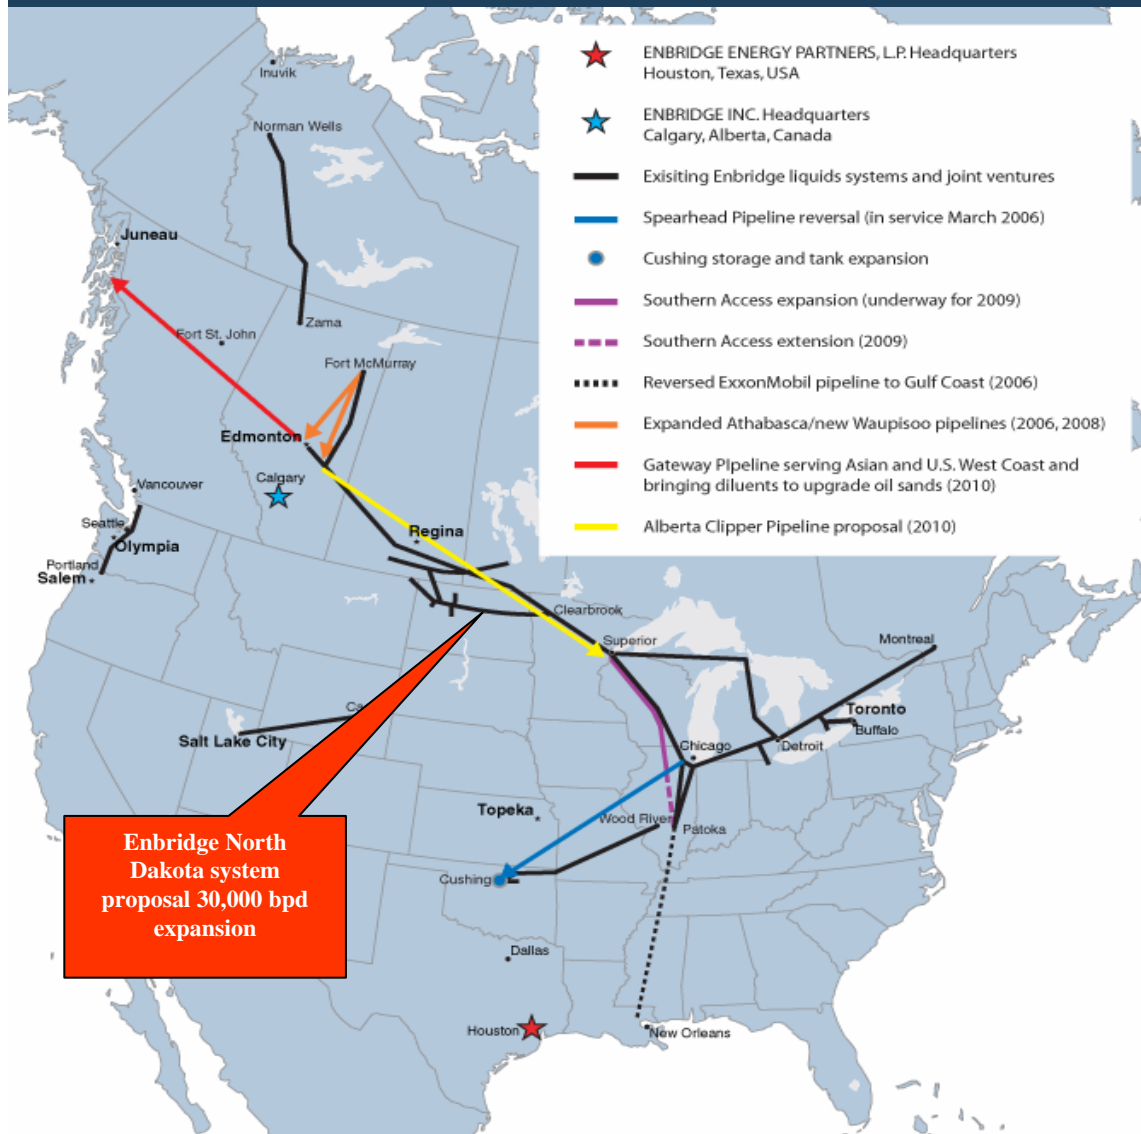 ENBRIDGE ENERGY PARTNERS, L.P. Headquarters
Houston, Texas, USA
ENBRIDGE INC. Headquarters
Calgary, Alberta, Canada
Exisiting Enbridge liquids systems and joint ventures
Spearhead Pipeline reversal (in service March 2006)
Cushing storage and tank expansion
Southern Access expansion (underway for 2009)
Southern Access extension (2009)
Reversed ExxonMobil pipeline to Gulf Coast (2006)
Expanded Athabasca/new Waupisoo pipelines (2006, 2008)
Gateway PIpeline serving Asian and U.S. West Coast and
bringing diluents to upgrade oil sands (2010)
Alberta Clipper Pipeline proposal (2010)
Inuvik
Norman Wells
Juneau
Zama
Fort St. John
Fort McMurray
Edmonton
Calgary
Vancouver
Seattle
Olympia
Portland
Salem
Regina
Clearbrook
Superior
Montreal
Toronto
Buffalo
Detroit
Chicago
Ca
Salt Lake City
Topeka
Wood River
Patoka
Cushing
Dallas
Houston
New Orleans
Enbridge North
Dakota system
proposal 30,000 bpd
expansion